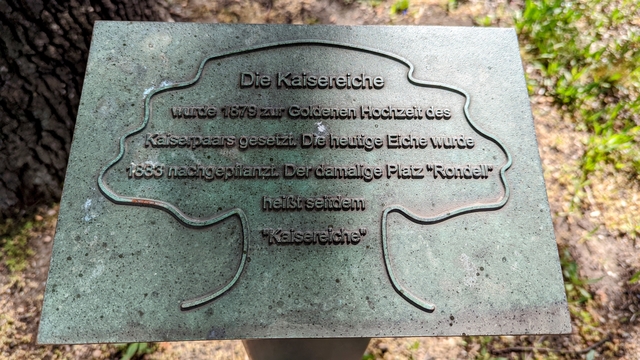 Die Kaisereiche
wurde 1879 zur Goldenen Hochzeit des
Kaiserpaars gesetzt. Die heutige Eiche wurde
1883 nachgepflanzt. Der damalige Platz "Rondell"
heißt seitdem
"Kaisereiche"